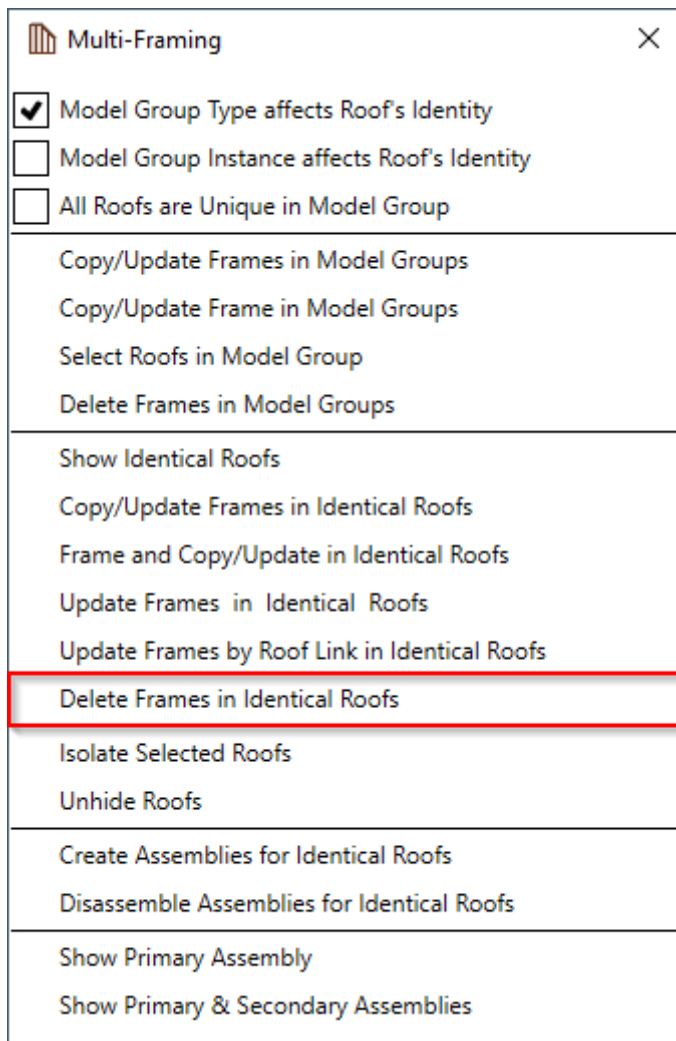 Multi-Framing
Model Group Type affects Roof's Identity
Model Group Instance affects Roof's Identity
All Roofs are Unique in Model Group
Copy/Update Frames in Model Groups
Copy/Update Frame in Model Groups
Select Roofs in Model Group
Delete Frames in Model Groups
Show Identical Roofs
Copy/Update Frames in Identical Roofs
Frame and Copy/Update in Identical Roofs
Update Frames  in  Identical  Roofs
Update Frames by Roof Link in Identical Roofs
Delete Frames in Identical Roofs
Isolate Selected Roofs
Unhide Roofs
Create Assemblies for Identical Roofs
Disassemble Assemblies for Identical Roofs
Show Primary Assembly
Show Primary & Secondary Assemblies